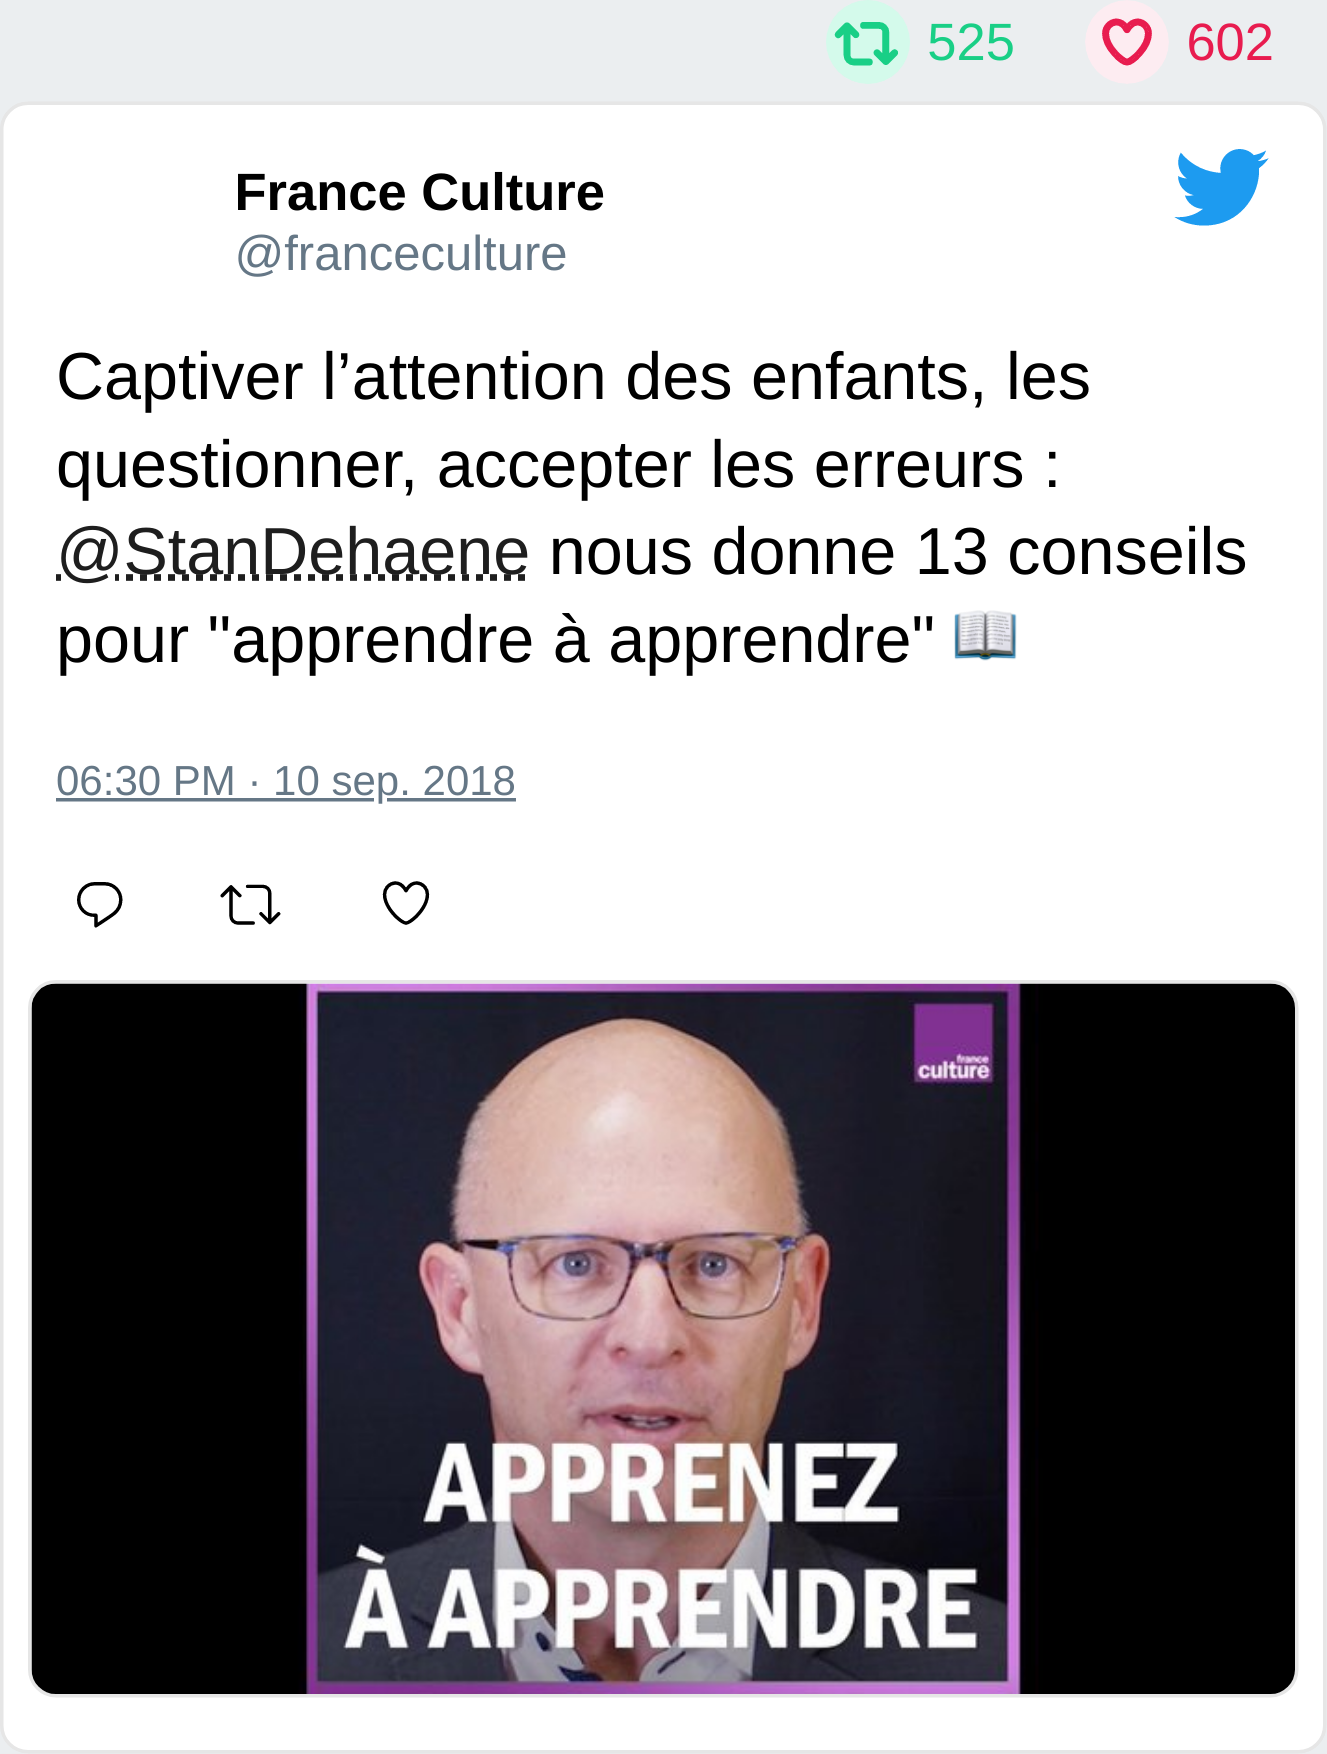 525 602
France Culture
@franceculture
Captiver l’attention des enfants, les
questionner, accepter les erreurs :
@StanDehaene nous donne 13 conseils
pour "apprendre à apprendre" 📖
06:30 PM · 10 sep. 2018
france
culture
APPRENEZ
À APPRENDRE